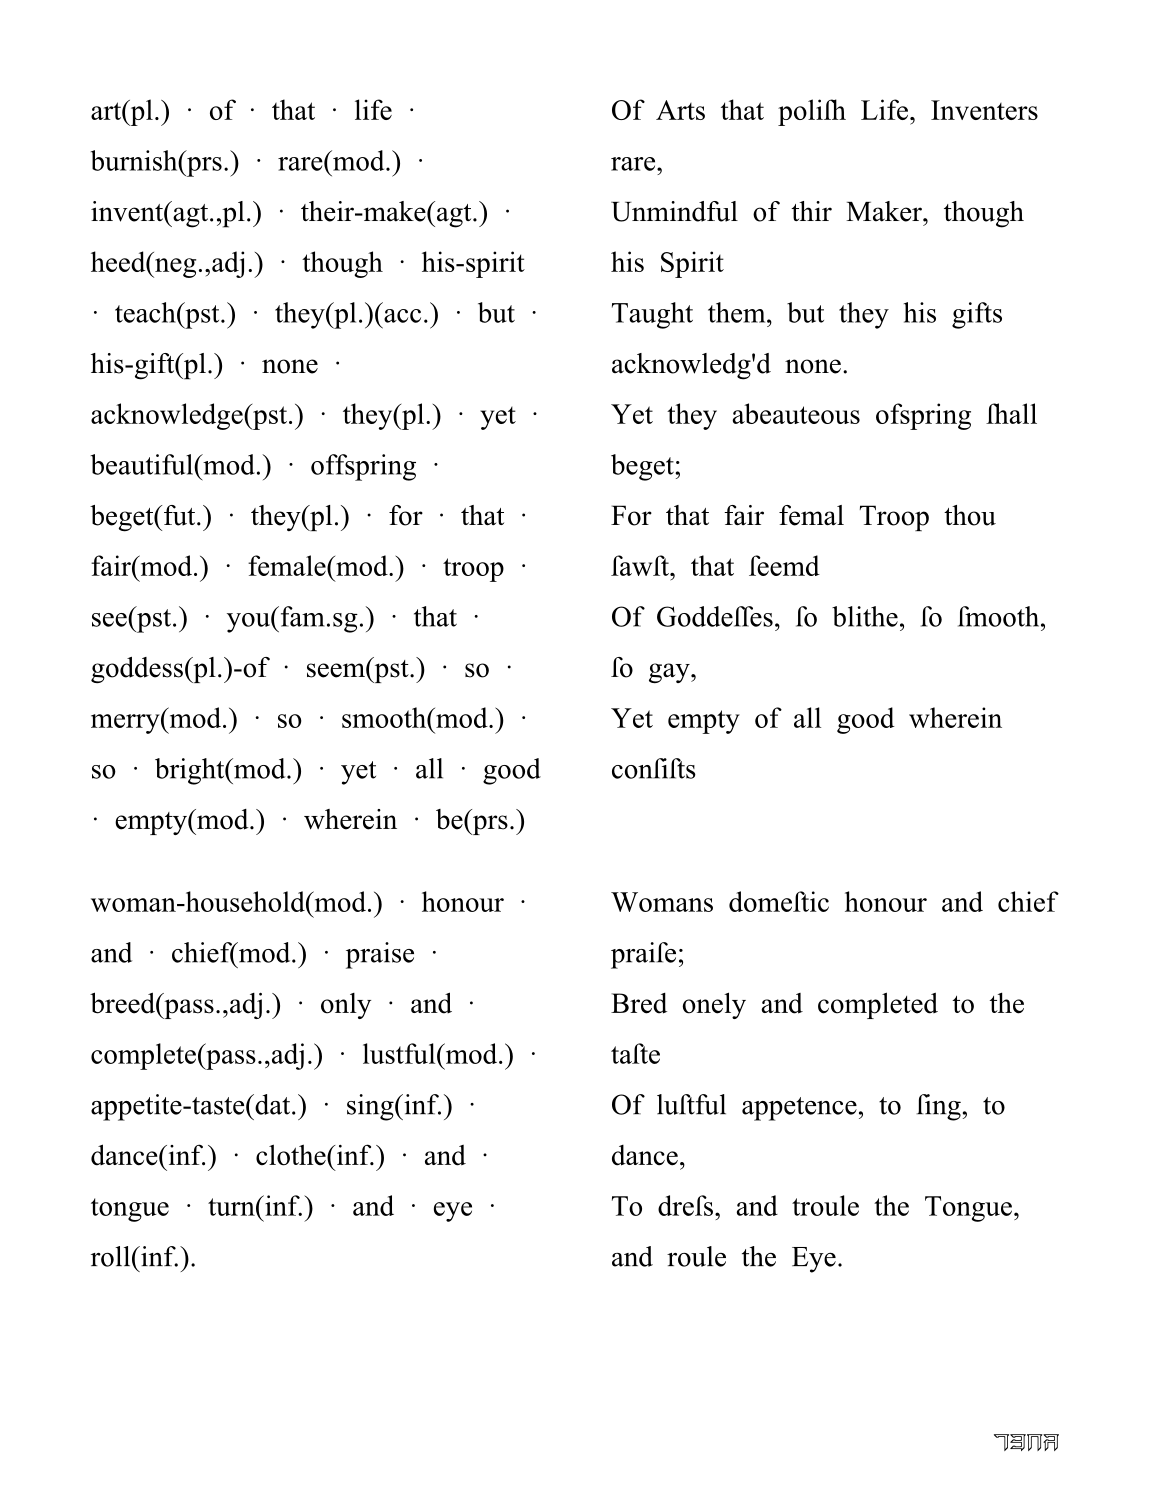 art(pl.) · of · that · life ·
burnish(prs.) · rare(mod.) ·
invent(agt.,pl.) · their-make(agt.) ·
heed(neg.,adj.) · though · his-spirit
· teach(pst.) · they(pl.)(acc.) · but ·
his-gift(pl.) · none ·
acknowledge(pst.) · they(pl.) · yet ·
beautiful(mod.) · offspring ·
beget(fut.) · they(pl.) · for · that ·
fair(mod.) · female(mod.) · troop ·
see(pst.) · you(fam.sg.) · that ·
goddess(pl.)-of · seem(pst.) · so ·
merry(mod.) · so · smooth(mod.) ·
so · bright(mod.) · yet · all · good
· empty(mod.) · wherein · be(prs.)
woman-household(mod.) · honour ·
and · chief(mod.) · praise ·
breed(pass.,adj.) · only · and ·
complete(pass.,adj.) · lustful(mod.) ·
appetite-taste(dat.) · sing(inf.) ·
dance(inf.) · clothe(inf.) · and ·
tongue · turn(inf.) · and · eye ·
roll(inf.).
Of Arts that poliſh Life, Inventers
rare,
Unmindful of thir Maker, though
his Spirit
Taught them, but they his gifts
acknowledg'd none.
Yet they abeauteous ofspring ſhall
beget;
For that fair femal Troop thou
ſawſt, that ſeemd
Of Goddeſſes, ſo blithe, ſo ſmooth,
ſo gay,
Yet empty of all good wherein
conſiſts
Womans domeſtic honour and chief
praiſe;
Bred onely and completed to the
taſte
Of luſtful appetence, to ſing, to
dance,
To dreſs, and troule the Tongue,
and roule the Eye.